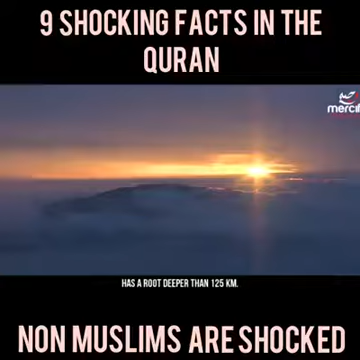 9 SHOCKING FACTS IN THE
QURAN
HAS A ROOT DEEPER THAN 125 KM.
NON MUSLIMS ARE SHOCKED